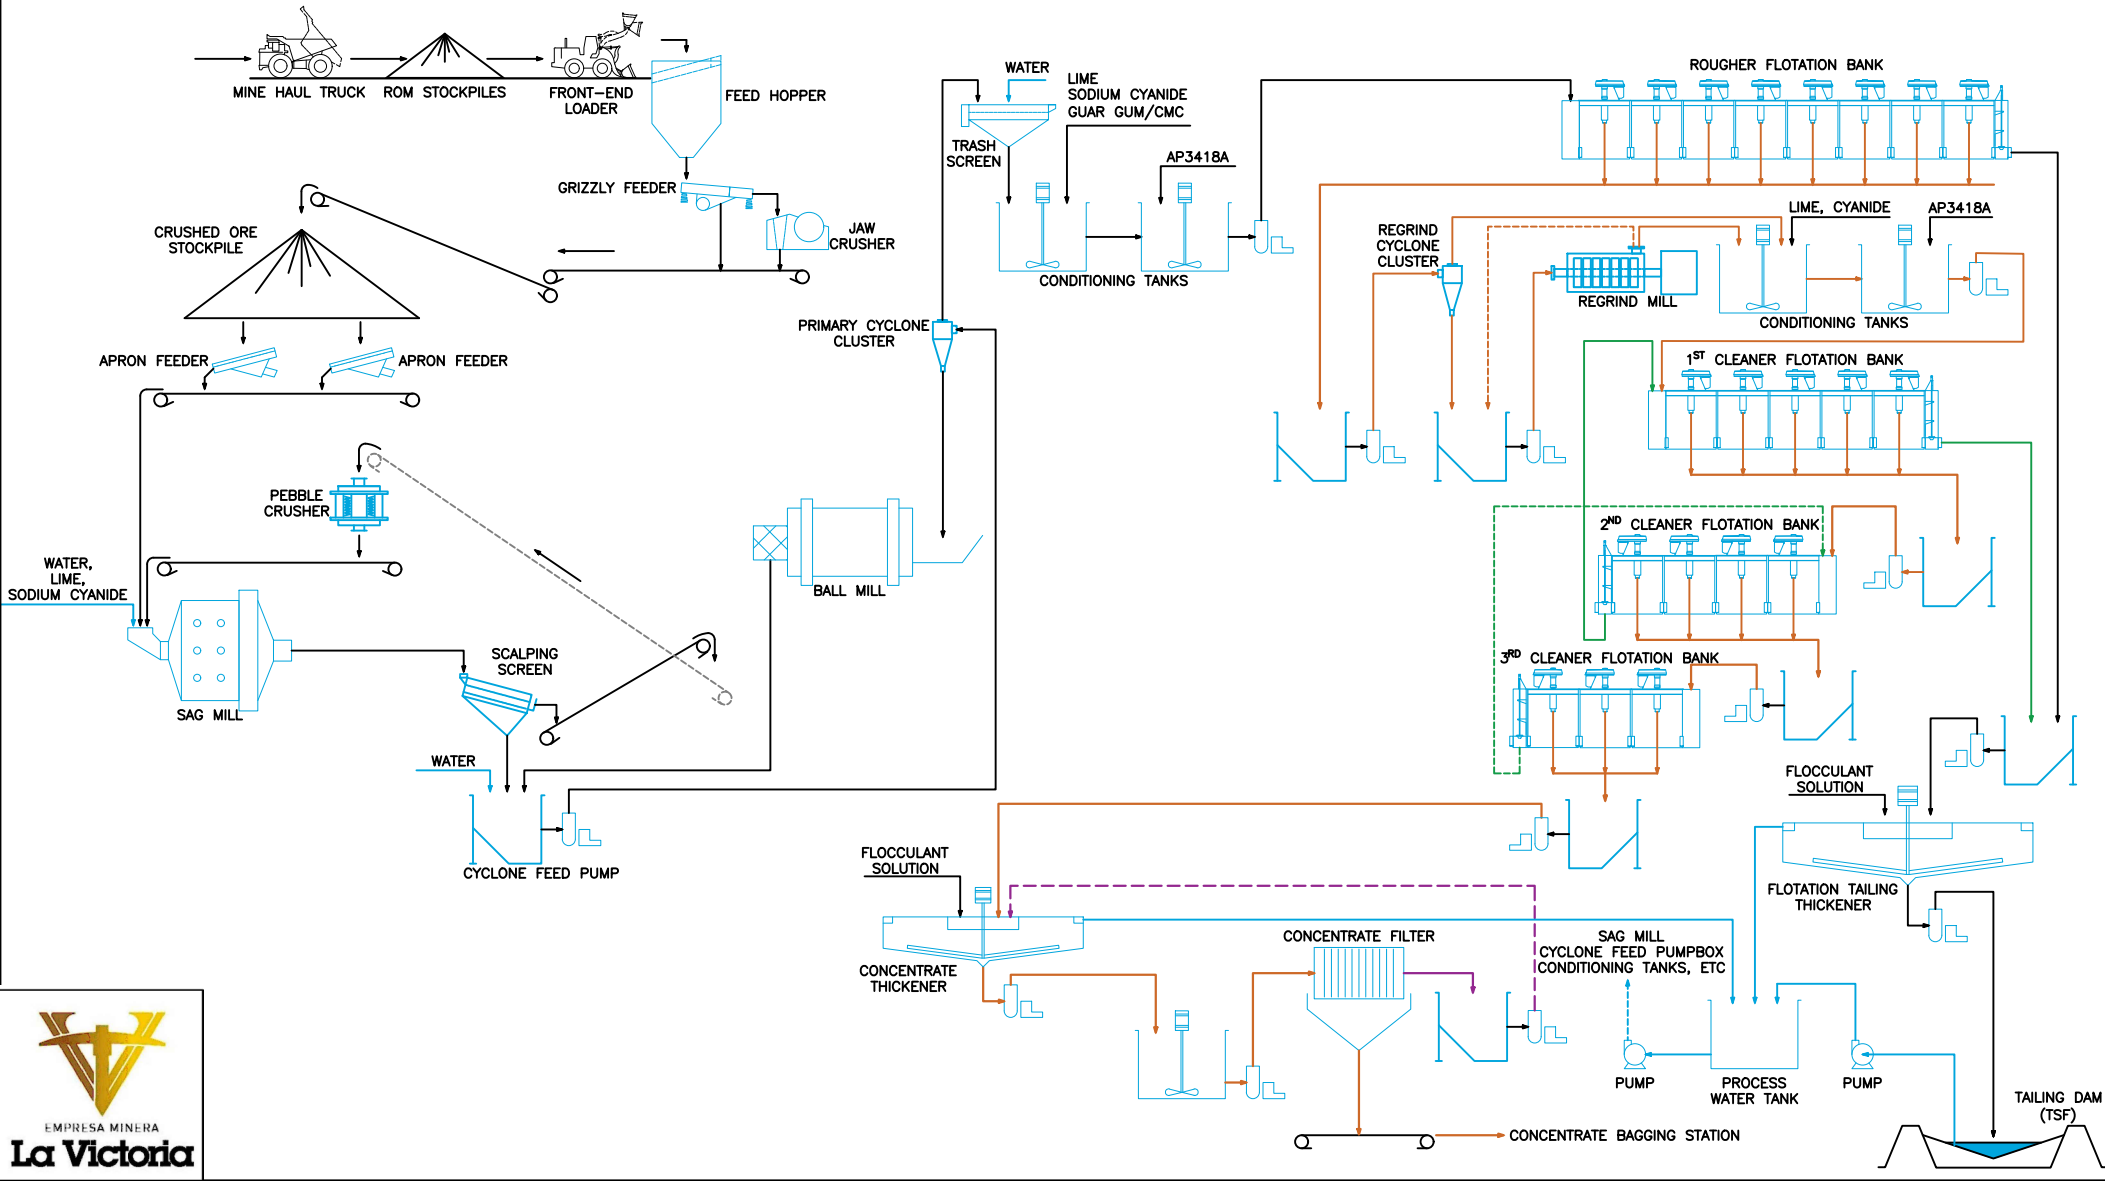 MINE HAUL TRUCK
ROM STOCKPILES
FRONT-END
LOADER
FEED HOPPER
GRIZZLY FEEDER
JAW
CRUSHER
CRUSHED ORE
STOCKPILE
APRON FEEDER
APRON FEEDER
PEBBLE
CRUSHER
WATER,
LIME,
SODIUM CYANIDE
SAG MILL
SCALPING
SCREEN
WATER
CYCLONE FEED PUMP
BALL MILL
PRIMARY CYCLONE
CLUSTER
WATER
TRASH
SCREEN
LIME
SODIUM CYANIDE
GUAR GUM/CMC
AP3418A
CONDITIONING TANKS
ROUGHER FLOTATION BANK
REGRIND
CYCLONE
CLUSTER
REGRIND MILL
LIME, CYANIDE
AP3418A
CONDITIONING TANKS
1ST CLEANER FLOTATION BANK
2ND CLEANER FLOTATION BANK
3RD CLEANER FLOTATION BANK
FLOCCULANT
SOLUTION
FLOTATION TAILING
THICKENER
FLOCCULANT
SOLUTION
CONCENTRATE
THICKENER
CONCENTRATE FILTER
SAG MILL
CYCLONE FEED PUMPBOX
CONDITIONING TANKS, ETC
PUMP
PROCESS
WATER TANK
PUMP
TAILING DAM
(TSF)
CONCENTRATE BAGGING STATION
EMPRESA MINERA
La Victoria